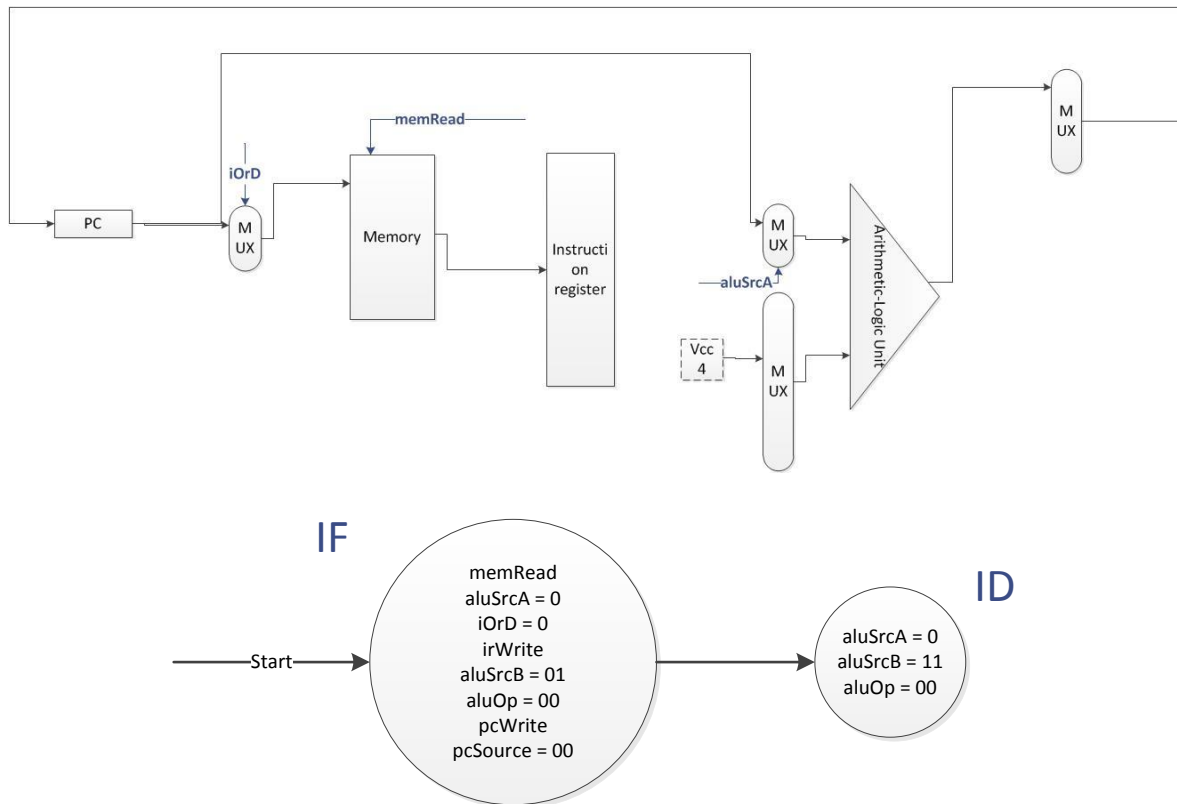 memRead
iOrD
PC
M
UX
Memory
Instructi
on
register
M
UX
aluSrcA
Vcc
4
M
UX
Arithmetic-Logic Unit
M
UX
IF
Start
memRead
aluSrcA = 0
iOrD = 0
irWrite
aluSrcB = 01
aluOp = 00
pcWrite
pcSource = 00
ID
aluSrcA = 0
aluSrcB = 11
aluOp = 00